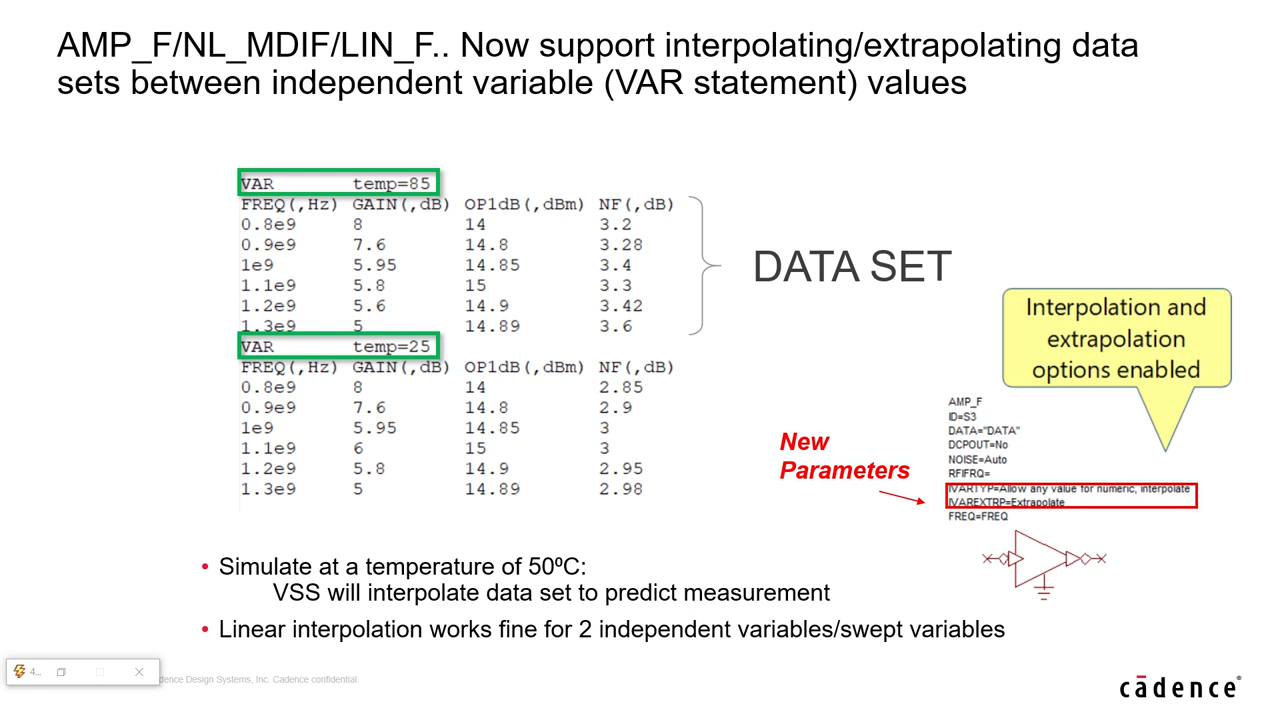 AMP_F/NL_MDIF/LIN_F.. Now support interpolating/extrapolating data
sets between independent variable (VAR statement) values
VAR temp=85
FREQ(,Hz) GAIN(,dB) OP1dB(,dBm) NF(,dB)
0.8e9 8 14 3.2
0.9e9 7.6 14.8 3.28
1e9 5.95 14.85 3.4
1.1e9 5.8 15 3.3
1.2e9 5.6 14.9 3.42
1.3e9 5 14.89 3.6
VAR temp=25
FREQ(,Hz) GAIN(,dB) OP1dB(,dBm) NF(,dB)
0.8e9 8 14 2.85
0.9e9 7.6 14.8 2.9
1e9 5.95 14.85 3
1.1e9 6 15 3
1.2e9 5.8 14.9 2.95
1.3e9 5 14.89 2.98
DATA SET
Interpolation and
extrapolation
options enabled
New
Parameters
AMP_F
ID=S3
DATA="DATA"
DCPOUT=No
NOISE=Auto
RFIFRQ=
IVARTYP=Allow any value for numeric, interpolate
IVAREXTRP=Extrapolate
FREQ=FREQ
• Simulate at a temperature of 50⁰C:
VSS will interpolate data set to predict measurement
• Linear interpolation works fine for 2 independent variables/swept variables
4...
dence Design Systems, Inc. Cadence confidential.
cādence®